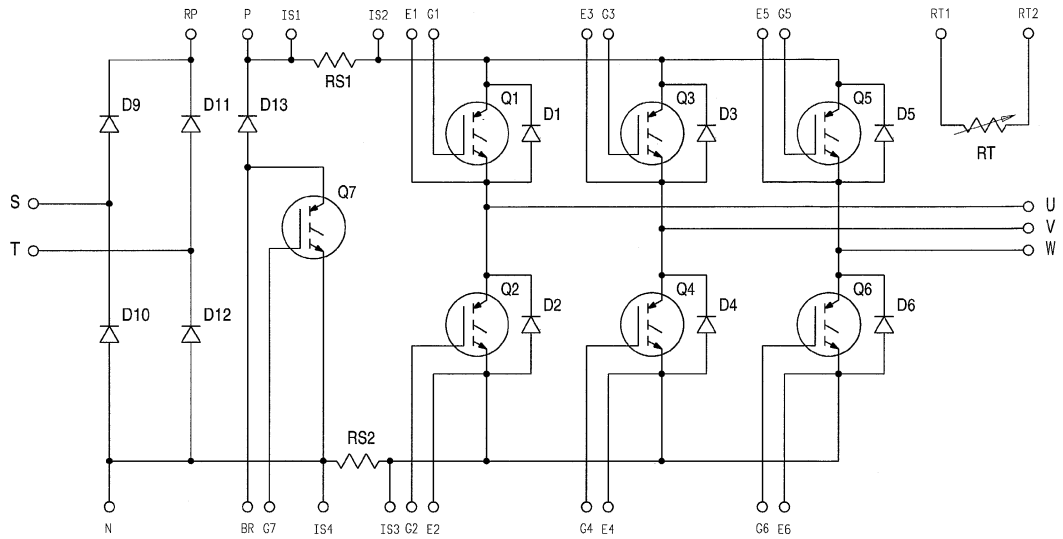 RP P IS1 IS2 E1 G1 E3 G3 E5 G5 RT1 RT2
RS1
D9 D11 D13 Q1 D1 Q3 D3 Q5 D5
RT
Q7
S U
T V
W
D10 D12 Q2 D2 Q4 D4 Q6 D6
RS2
N BR G7 IS4 IS3 G2 E2 G4 E4 G6 E6